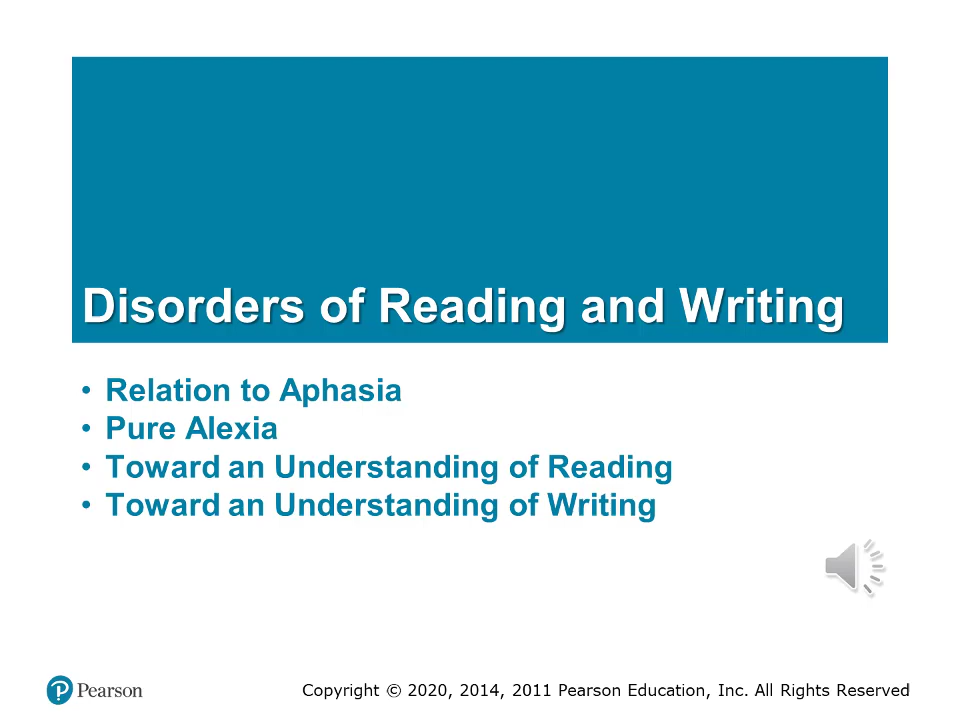 Disorders of Reading and Writing
• Relation to Aphasia
• Pure Alexia
• Toward an Understanding of Reading
• Toward an Understanding of Writing
Pearson
Copyright © 2020, 2014, 2011 Pearson Education, Inc. All Rights Reserved